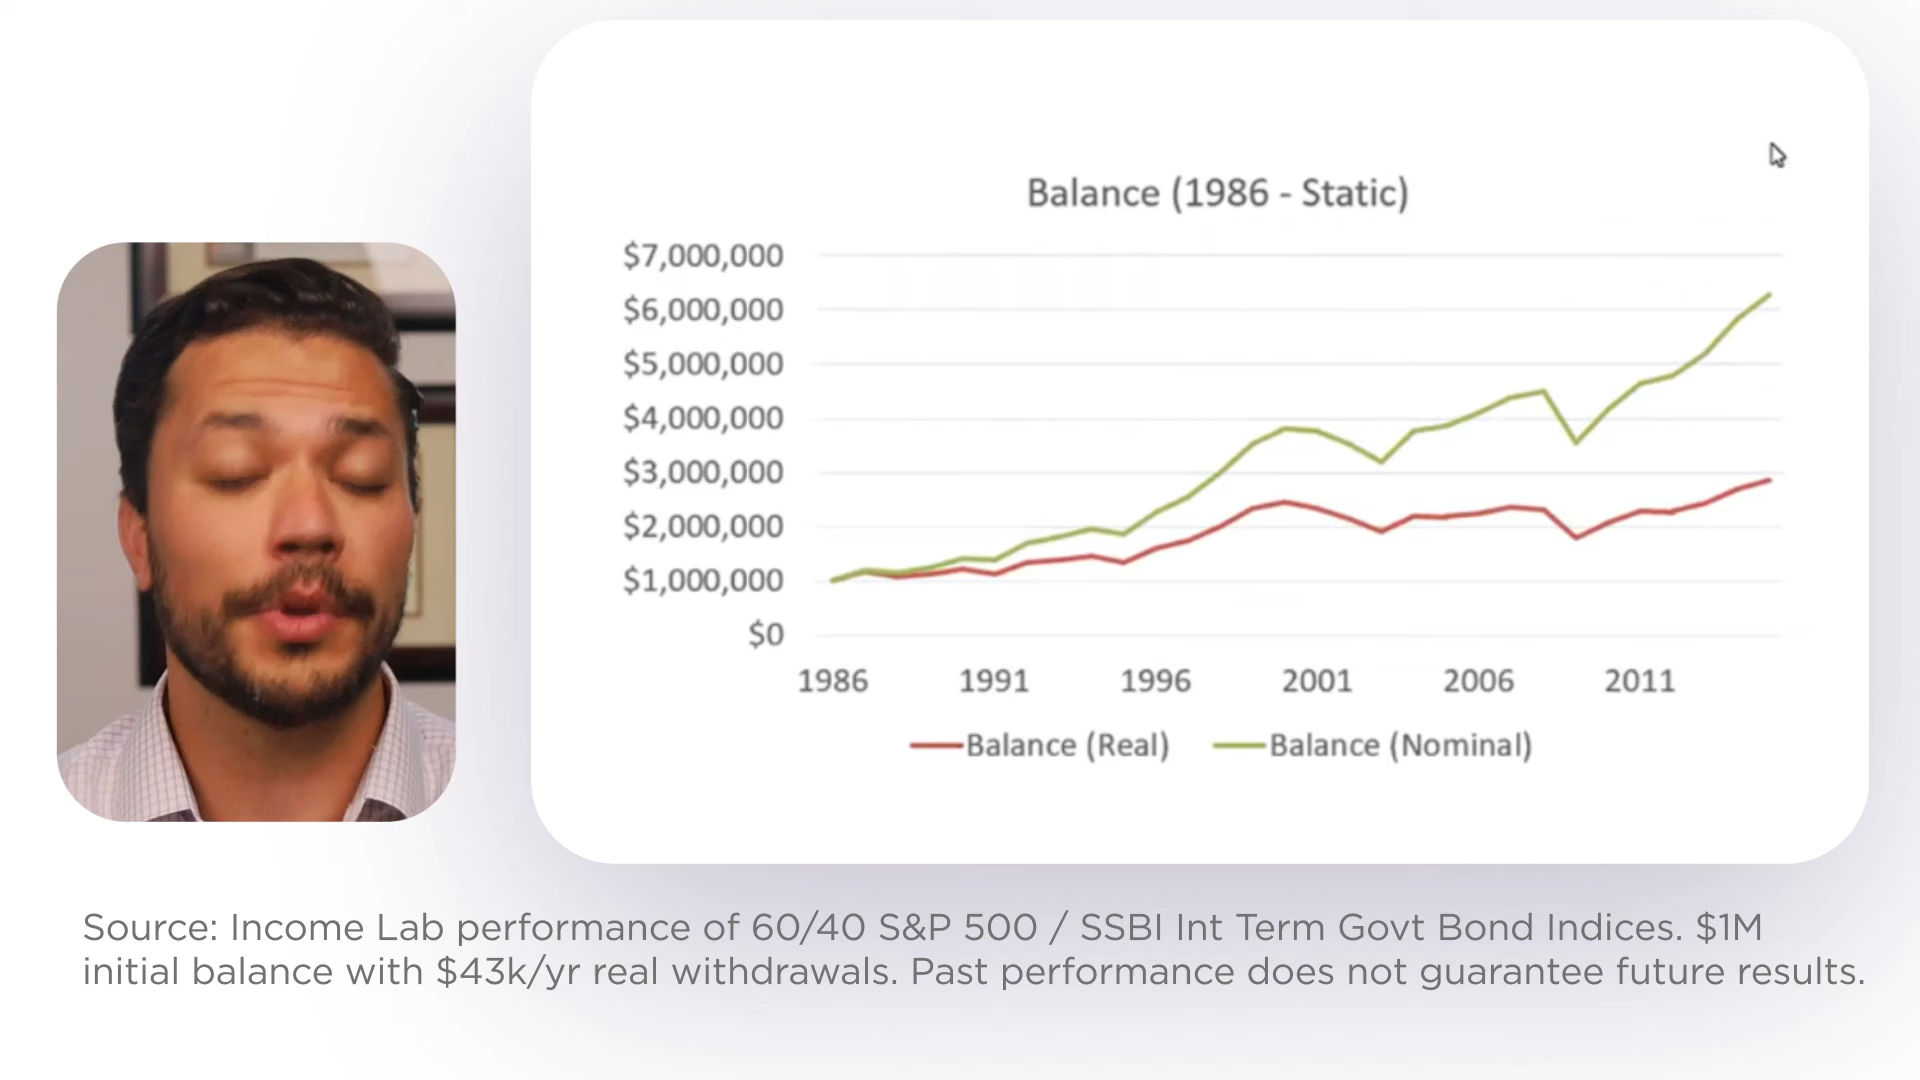 Balance (1986 - Static)
$7,000,000
$6,000,000
$5,000,000
$4,000,000
$3,000,000
$2,000,000
$1,000,000
$0
1986 1991 1996 2001 2006 2011
Balance (Real) Balance (Nominal)
Source: Income Lab performance of 60/40 S&P 500 / SSBI Int Term Govt Bond Indices. $1M
initial balance with $43k/yr real withdrawals. Past performance does not guarantee future results.